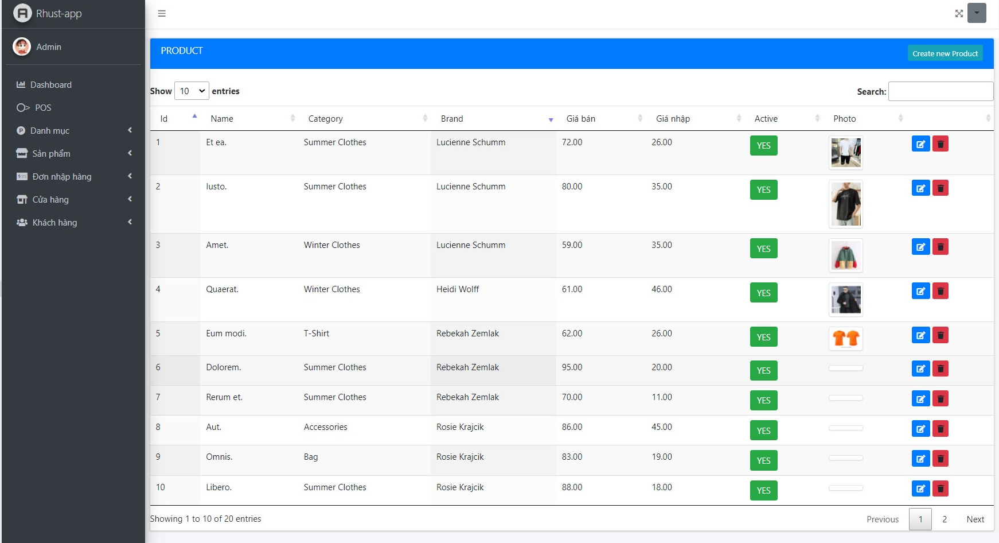 Rhust-app
Admin
Dashboard
POS
Danh mục
Sản phẩm
Đơn nhập hàng
Cửa hàng
Khách hàng
PRODUCT Create new Product
Show 10 entries Search:
Id Name Category Brand Giá bán Giá nhập Active Photo
1 Et ea. Summer Clothes Lucienne Schumm 72.00 26.00 YES
2 Iusto. Summer Clothes Lucienne Schumm 80.00 35.00 YES
3 Amet. Winter Clothes Lucienne Schumm 59.00 35.00 YES
4 Quaerat. Winter Clothes Heidi Wolff 61.00 46.00 YES
5 Eum modi. T-Shirt Rebekah Zemlak 62.00 26.00 YES
6 Dolorem. Summer Clothes Rebekah Zemlak 95.00 20.00 YES
7 Rerum et. Summer Clothes Rebekah Zemlak 70.00 11.00 YES
8 Aut. Accessories Rosie Krajcik 86.00 45.00 YES
9 Omnis. Bag Rosie Krajcik 83.00 19.00 YES
10 Libero. Summer Clothes Rosie Krajcik 88.00 18.00 YES
Showing 1 to 10 of 20 entries Previous 1 2 Next